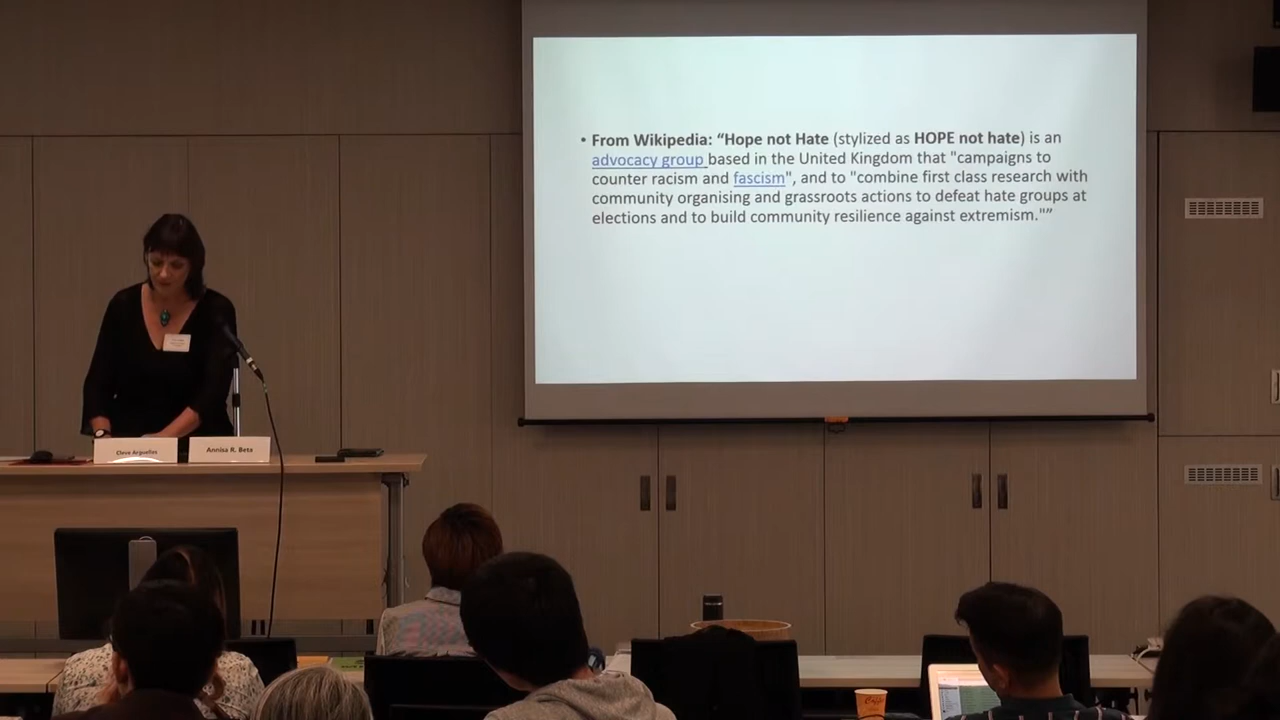 • From Wikipedia: “Hope not Hate (stylized as HOPE not hate) is an
advocacy group based in the United Kingdom that "campaigns to
counter racism and fascism", and to "combine first class research with
community organising and grassroots actions to defeat hate groups at
elections and to build community resilience against extremism."”
Cleve Arguelles
Annisa R. Beta